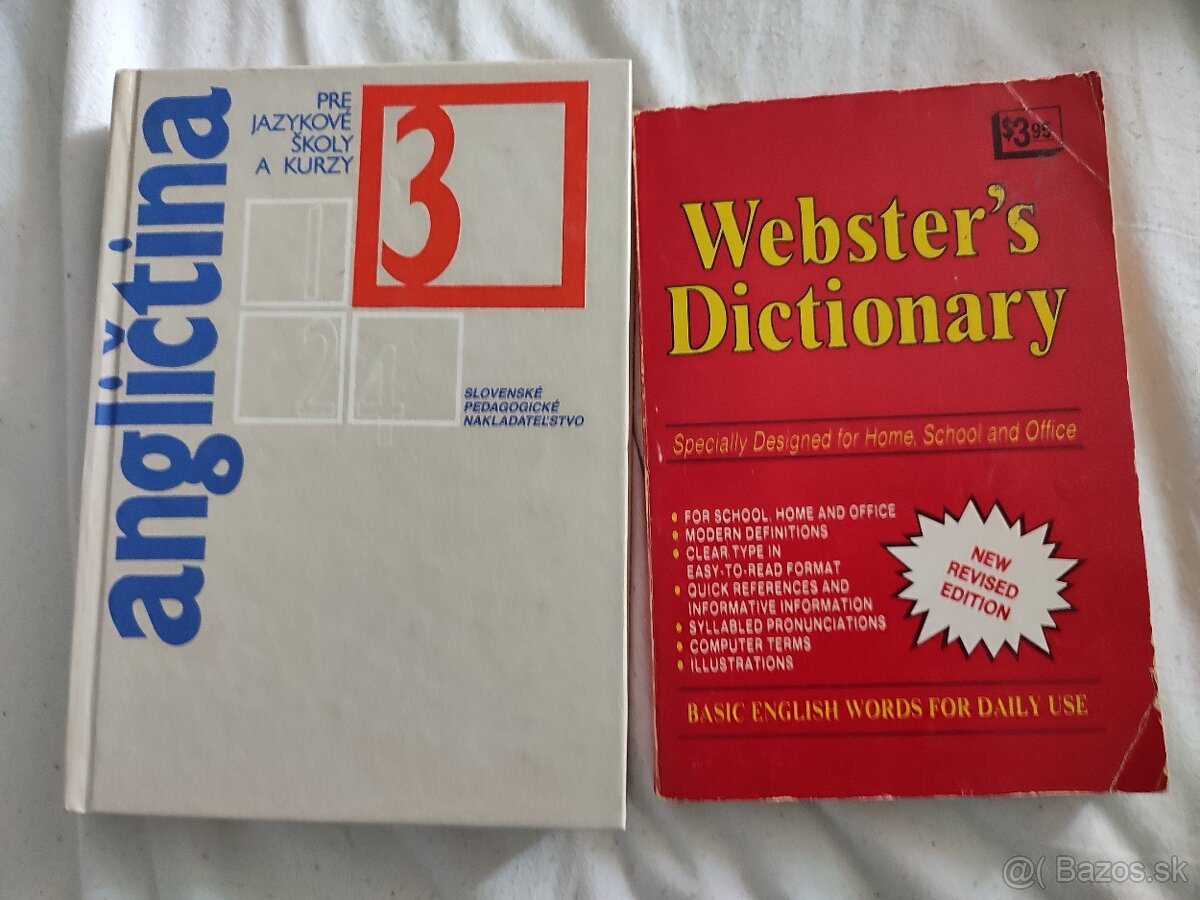 angličtina
PRE
JAZYKOVÉ
ŠKOLY
A KURZY
3
1
2
4
SLOVENSKÉ
PEDAGOGICKÉ
NAKLADATEĽSTVO
$3.95
Webster's
Dictionary
Specially Designed for Home, School and Office
• FOR SCHOOL, HOME AND OFFICE
• MODERN DEFINITIONS
• CLEAR TYPE IN
EASY-TO-READ FORMAT
• QUICK REFERENCES AND
INFORMATIVE INFORMATION
• SYLLABLED PRONUNCIATIONS
• COMPUTER TERMS
• ILLUSTRATIONS
NEW
REVISED
EDITION
BASIC ENGLISH WORDS FOR DAILY USE
@( Bazos.sk